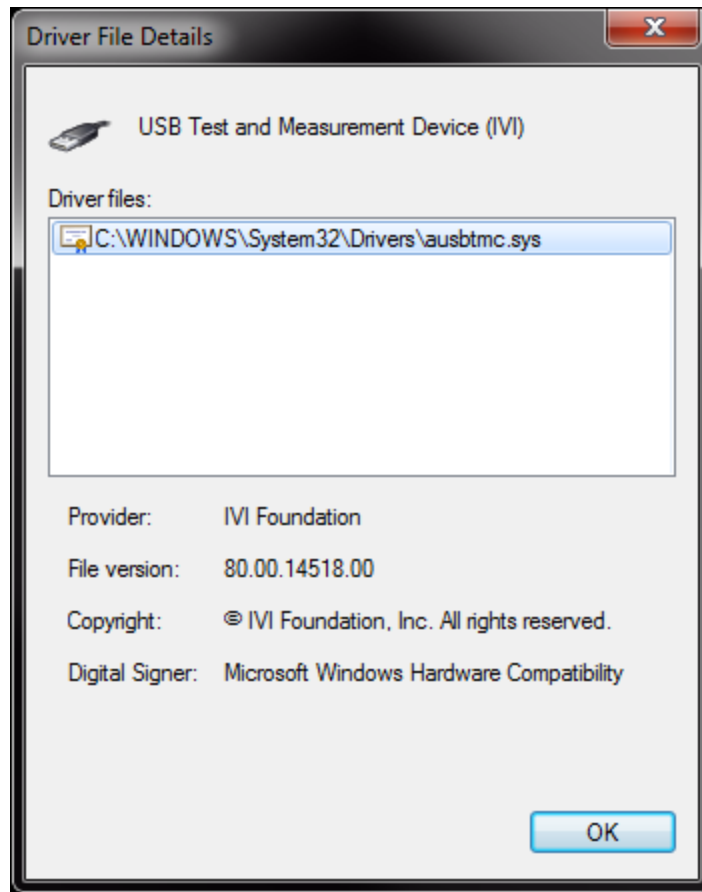 Driver File Details
USB Test and Measurement Device (IVI)
Driver files:
C:\WINDOWS\System32\Drivers\ausbtmc.sys
Provider: IVI Foundation
File version: 80.00.14518.00
Copyright: © IVI Foundation, Inc. All rights reserved.
Digital Signer: Microsoft Windows Hardware Compatibility
OK